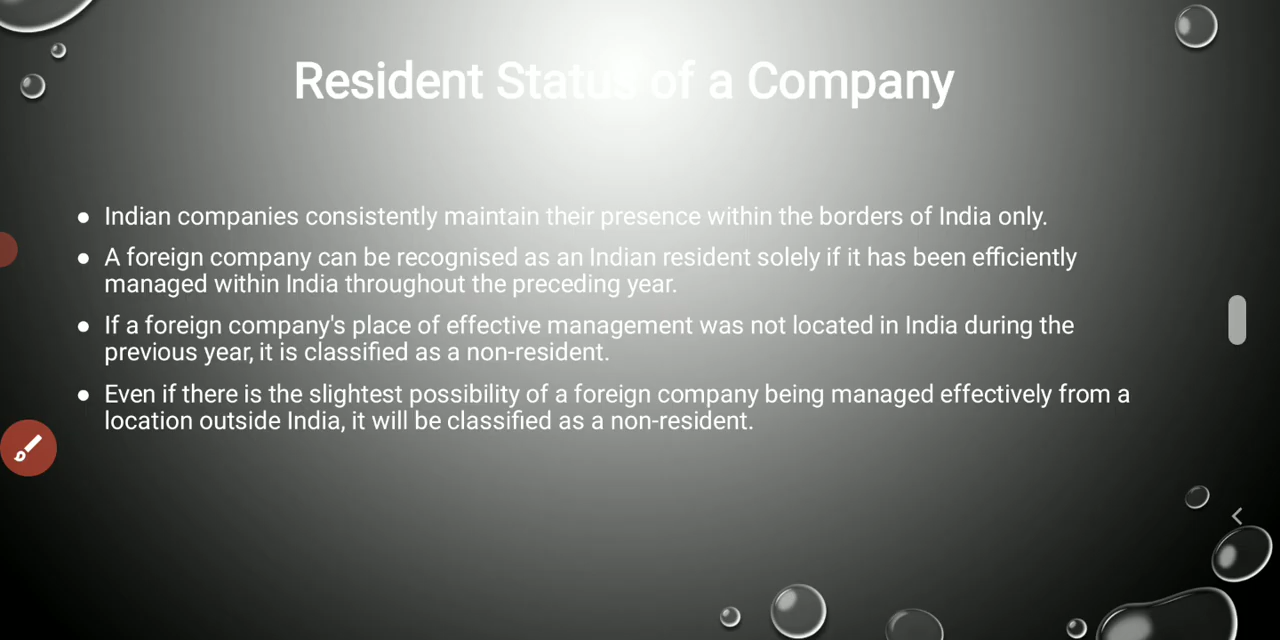 Resident Status of a Company
● Indian companies consistently maintain their presence within the borders of India only.
● A foreign company can be recognised as an Indian resident solely if it has been efficiently
managed within India throughout the preceding year.
● If a foreign company's place of effective management was not located in India during the
previous year, it is classified as a non-resident.
● Even if there is the slightest possibility of a foreign company being managed effectively from a
location outside India, it will be classified as a non-resident.